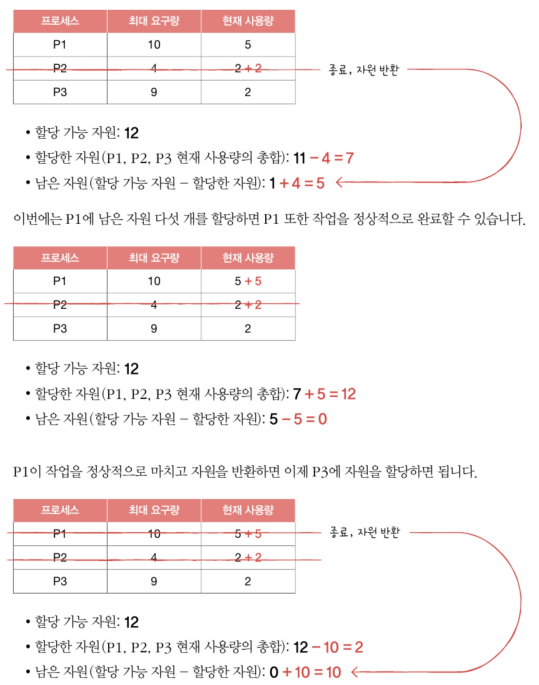 프로세스 최대 요구량 현재 사용량
P1 10 5
P2 4 2 + 2 종료, 자원 반환
P3 9 2
• 할당 가능 자원: 12
• 할당한 자원(P1, P2, P3 현재 사용량의 총합): 11 – 4 = 7
• 남은 자원(할당 가능 자원 – 할당한 자원): 1 + 4 = 5
이번에는 P1에 남은 자원 다섯 개를 할당하면 P1 또한 작업을 정상적으로 완료할 수 있습니다.
프로세스 최대 요구량 현재 사용량
P1 10 5 + 5
P2 4 2 + 2
P3 9 2
• 할당 가능 자원: 12
• 할당한 자원(P1, P2, P3 현재 사용량의 총합): 7 + 5 = 12
• 남은 자원(할당 가능 자원 – 할당한 자원): 5 – 5 = 0
P1이 작업을 정상적으로 마치고 자원을 반환하면 이제 P3에 자원을 할당하면 됩니다.
프로세스 최대 요구량 현재 사용량
P1 10 5 + 5 종료, 자원 반환
P2 4 2 + 2
P3 9 2
• 할당 가능 자원: 12
• 할당한 자원(P1, P2, P3 현재 사용량의 총합): 12 – 10 = 2
• 남은 자원(할당 가능 자원 – 할당한 자원): 0 + 10 = 10